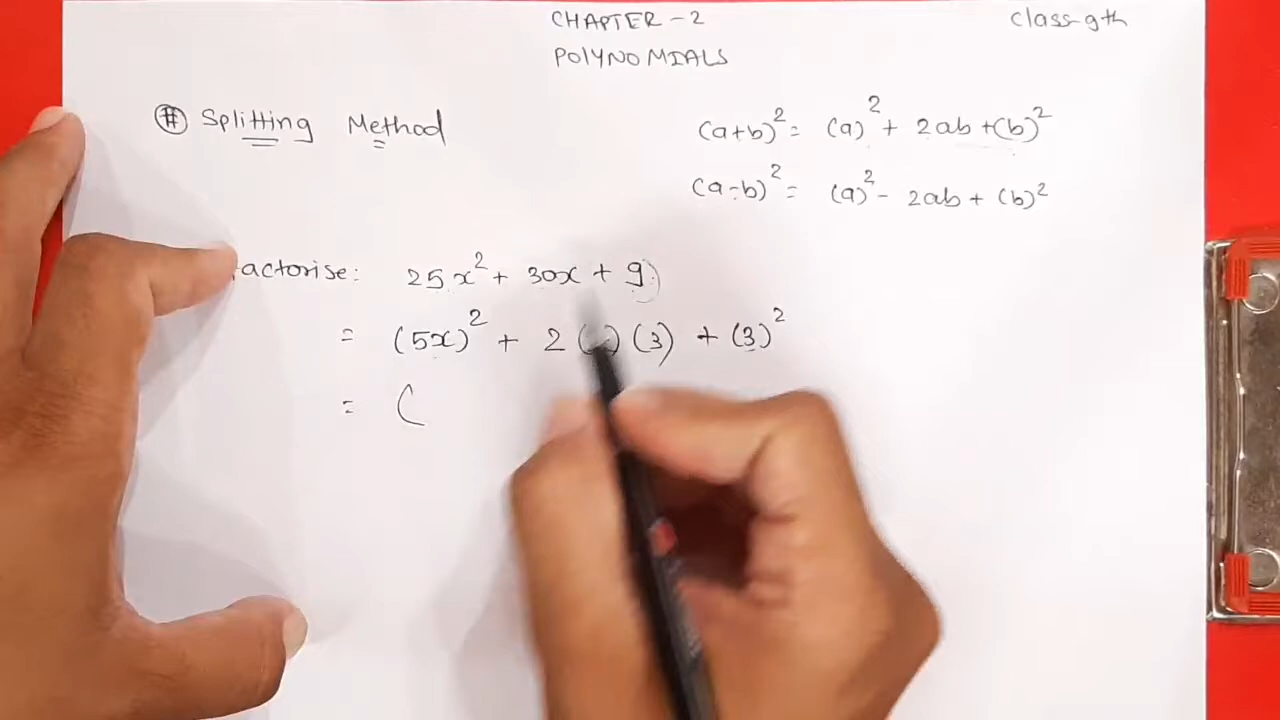 CHAPTER - 2
Class-9th
POLYNOMIALS
# Splitting Method
(a+b)² = (a)² + 2ab + (b)²
(a-b)² = (a)² - 2ab + (b)²
actorise: 25x² + 30x + 9
= (5x)² + 2 ( ) (3) + (3)²
= (